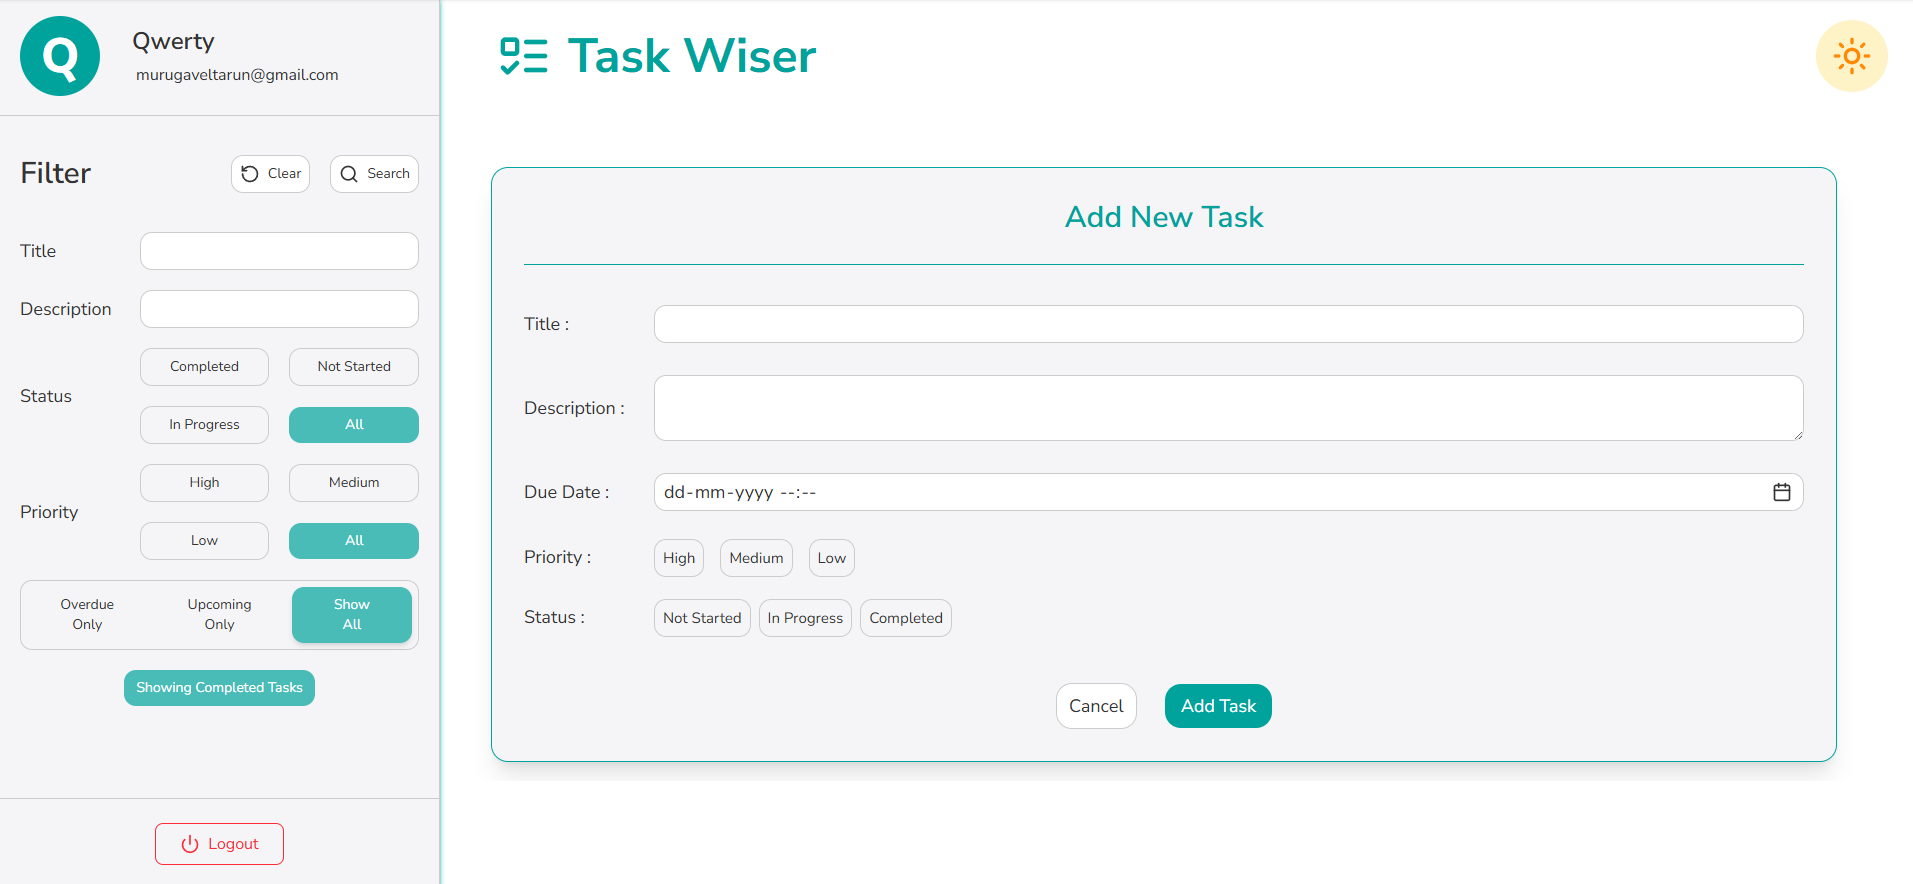 Q
Qwerty
murugaveltarun@gmail.com
Filter
Clear
Search
Title
Description
Status
Completed
Not Started
In Progress
All
Priority
High
Medium
Low
All
Overdue
Only
Upcoming
Only
Show
All
Showing Completed Tasks
Logout
Task Wiser
Add New Task
Title :
Description :
Due Date :
dd-mm-yyyy --:--
Priority :
High
Medium
Low
Status :
Not Started
In Progress
Completed
Cancel
Add Task